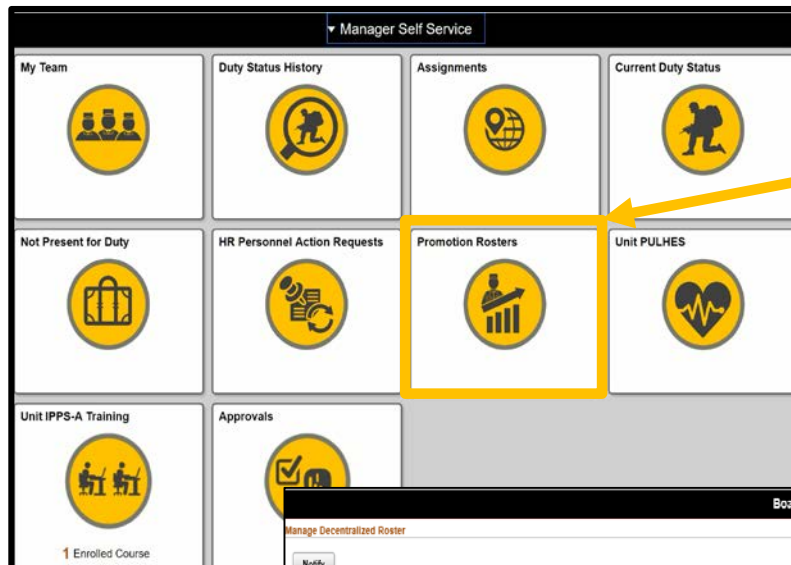 ▾ Manager Self Service
My Team
Duty Status History
Assignments
Current Duty Status
Not Present for Duty
HR Personnel Action Requests
Promotion Rosters
Unit PULHES
Unit IPPS-A Training
Approvals
1 Enrolled Course
Manage Decentralized Roster
Notify